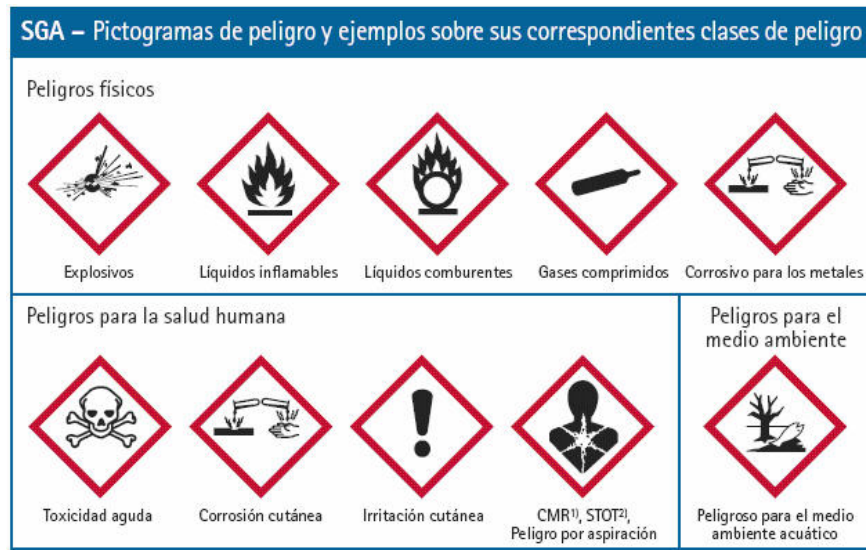 SGA – Pictogramas de peligro y ejemplos sobre sus correspondientes clases de peligro
Peligros físicos
Explosivos
Líquidos inflamables
Líquidos comburentes
Gases comprimidos
Corrosivo para los metales
Peligros para la salud humana
Toxicidad aguda
Corrosión cutánea
Irritación cutánea
CMR¹⁾, STOT²⁾,
Peligro por aspiración
Peligros para el
medio ambiente
Peligroso para el medio
ambiente acuático